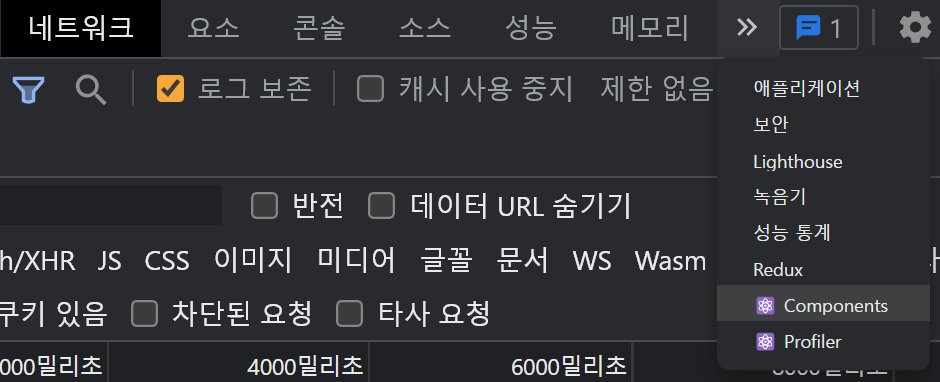 네트워크 요소 콘솔 소스 성능 메모리 » 1
로그 보존 캐시 사용 중지 제한 없음
애플리케이션
보안
Lighthouse
녹음기
성능 통계
Redux
Components
Profiler
반전 데이터 URL 숨기기
h/XHR JS CSS 이미지 미디어 글꼴 문서 WS Wasm
쿠키 있음 차단된 요청 타사 요청
000밀리초 4000밀리초 6000밀리초